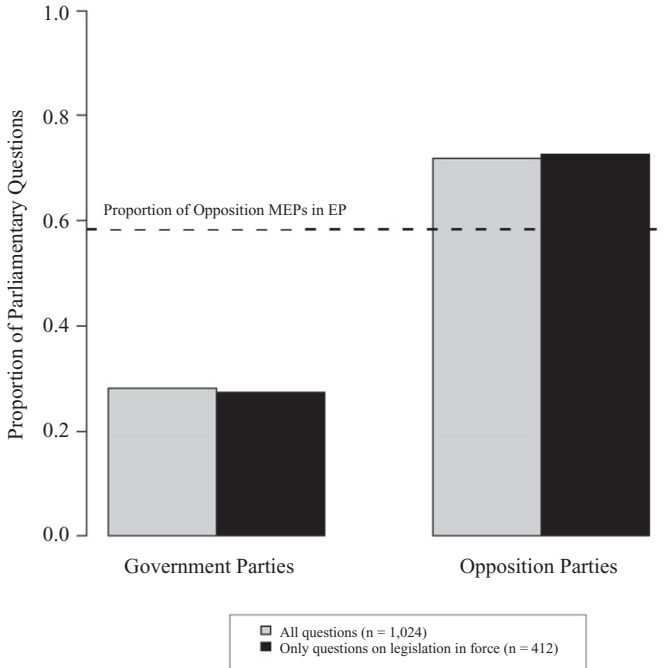 1.0
0.8
0.6
0.4
0.2
0.0
Proportion of Parliamentary Questions
Proportion of Opposition MEPs in EP
Government Parties
Opposition Parties
All questions (n = 1,024)
Only questions on legislation in force (n = 412)